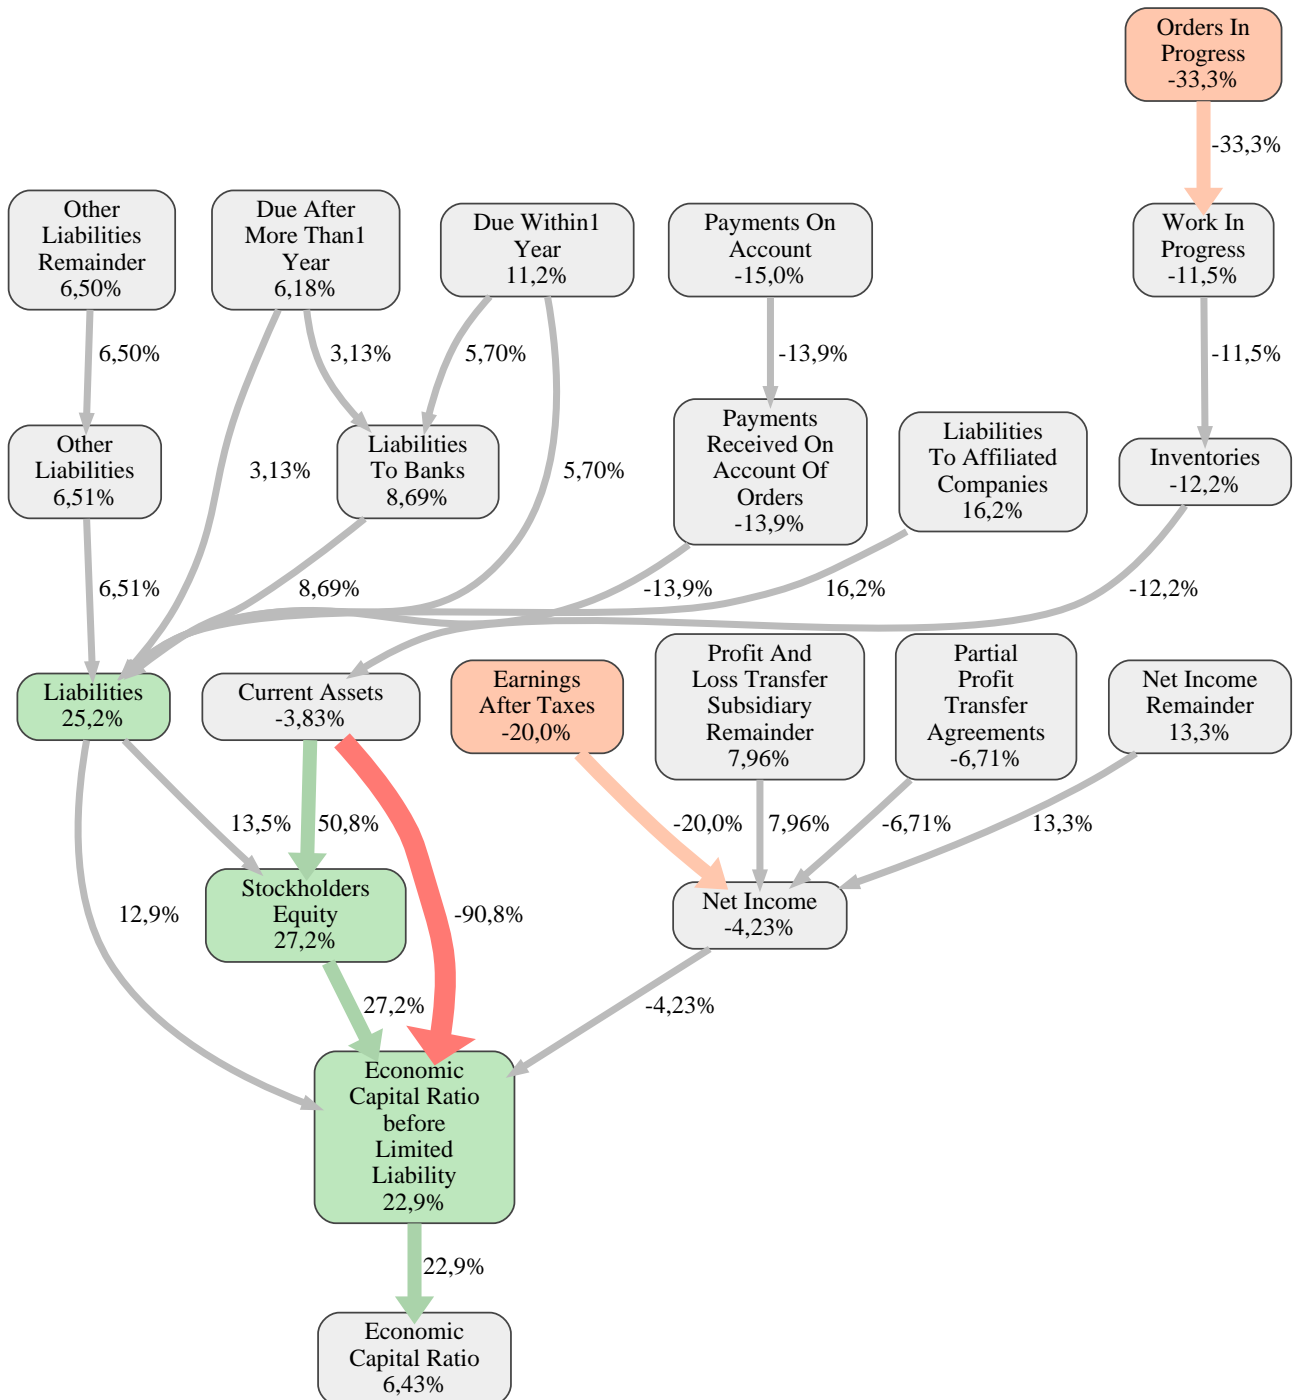 Orders In
Progress
-33,3%
-33,3%
Other
Liabilities
Remainder
6,50%
Due After
More Than1
Year
6,18%
Due Within1
Year
11,2%
Payments On
Account
-15,0%
Work In
Progress
-11,5%
6,50%
3,13%
5,70%
-13,9%
-11,5%
Other
Liabilities
6,51%
3,13%
Liabilities
To Banks
8,69%
5,70%
Payments
Received On
Account Of
Orders
-13,9%
Liabilities
To Affiliated
Companies
16,2%
Inventories
-12,2%
6,51%
8,69%
-13,9%
16,2%
-12,2%
Liabilities
25,2%
Current Assets
-3,83%
Earnings
After Taxes
-20,0%
Profit And
Loss Transfer
Subsidiary
Remainder
7,96%
Partial
Profit
Transfer
Agreements
-6,71%
Net Income
Remainder
13,3%
13,5%
50,8%
-20,0%
7,96%
-6,71%
13,3%
12,9%
Stockholders
Equity
27,2%
-90,8%
Net Income
-4,23%
27,2%
-4,23%
Economic
Capital Ratio
before
Limited
Liability
22,9%
22,9%
Economic
Capital Ratio
6,43%